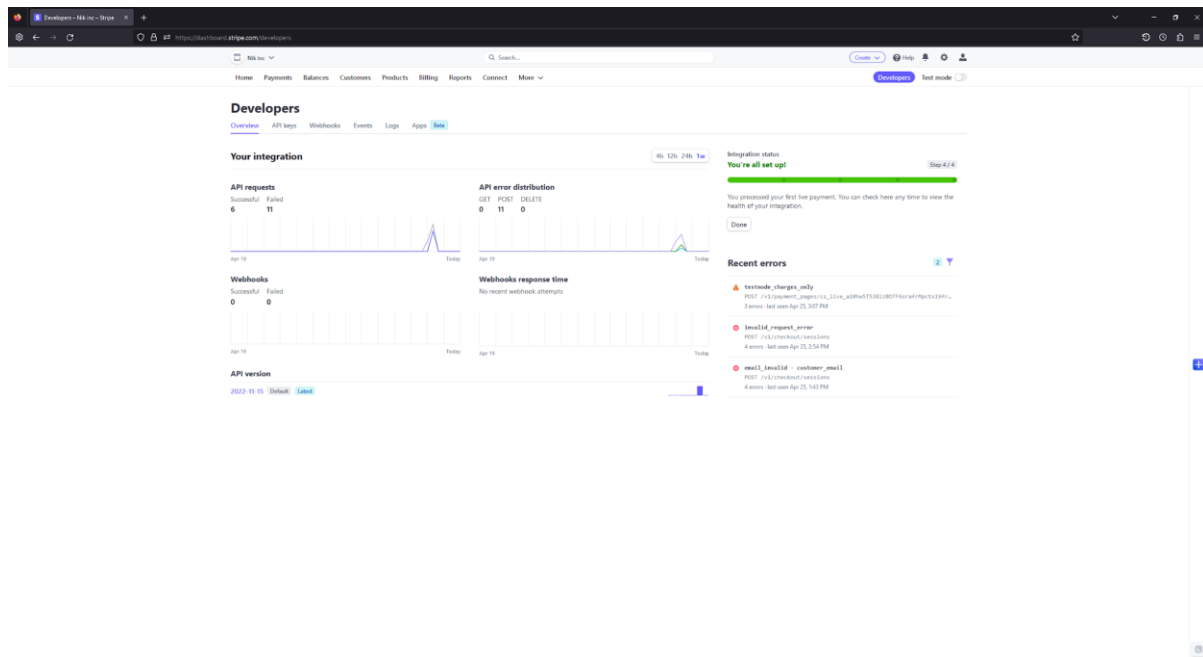 Developers – Nik inc – Stripe
https://dashboard.stripe.com/developers
Nik inc
Search...
Create
Help
Home Payments Balances Customers Products Billing Reports Connect More
Developers
Test mode
Developers
Overview API keys Webhooks Events Logs Apps Beta
Your integration
4h 12h 24h 1w
API requests
Successful Failed
6 11
Apr 19 Today
API error distribution
GET POST DELETE
0 11 0
Apr 19 Today
Webhooks
Successful Failed
0 0
Apr 19 Today
Webhooks response time
No recent webhook attempts
Apr 19 Today
API version
2022-11-15 Default Latest
Integration status
You're all set up!
Step 4 / 4
You processed your first live payment. You can check here any time to view the
health of your integration.
Done
Recent errors
2
testmode_charges_only
POST /v1/payment_pages/
3 errors · last seen Apr 25, 3:07 PM
invalid_request_error
POST /v1/checkout/sessions
4 errors · last seen Apr 25, 2:54 PM
email_invalid - customer_email
POST /v1/checkout/sessions
4 errors · last seen Apr 25, 1:43 PM